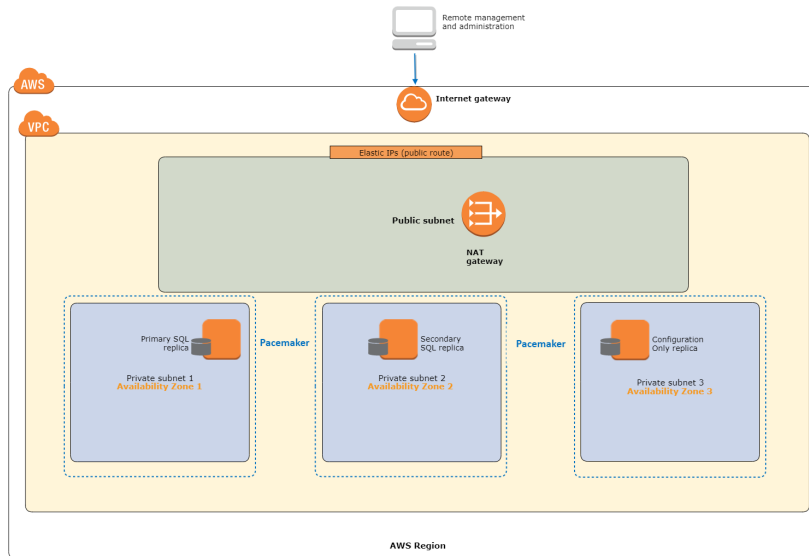 Remote management
and administration
AWS
Internet gateway
VPC
Elastic IPs (public route)
Public subnet
NAT
gateway
Primary SQL
replica
Pacemaker
Secondary
SQL replica
Pacemaker
Configuration
Only replica
Private subnet 1
Availability Zone 1
Private subnet 2
Availability Zone 2
Private subnet 3
Availability Zone 3
AWS Region